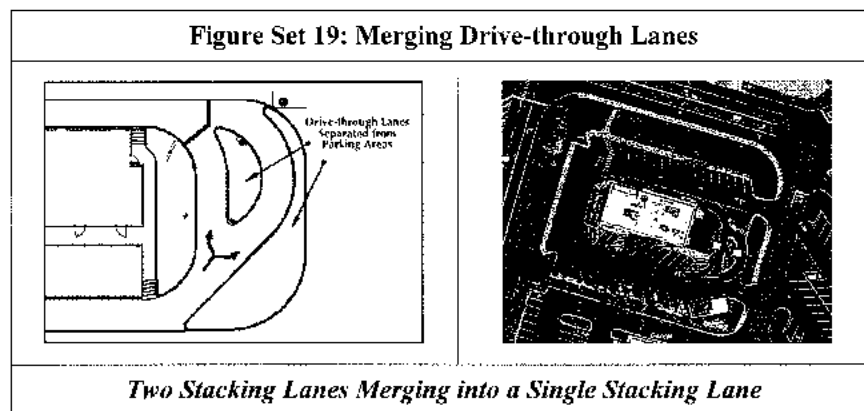 Figure Set 19: Merging Drive-through Lanes
Drive-through Lanes
Separated from
Parking Areas
Two Stacking Lanes Merging into a Single Stacking Lane